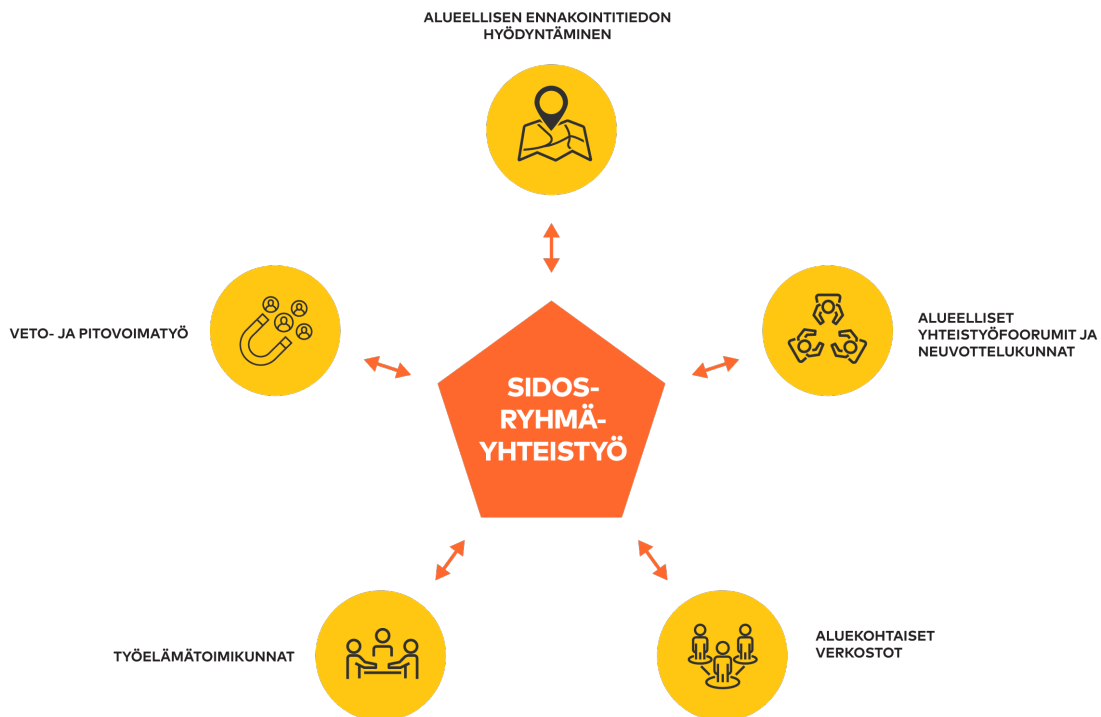 ALUEELLISEN ENNAKOINTITIEDON
HYÖDYNTÄMINEN
VETO- JA PITOVOIMATYÖ
ALUEELLISET
YHTEISTYÖFOORUMIT JA
NEUVOTTELUKUNNAT
SIDOS-
RYHMÄ-
YHTEISTYÖ
TYÖELÄMÄTOIMIKUNNAT
ALUEKOHTAISET
VERKOSTOT